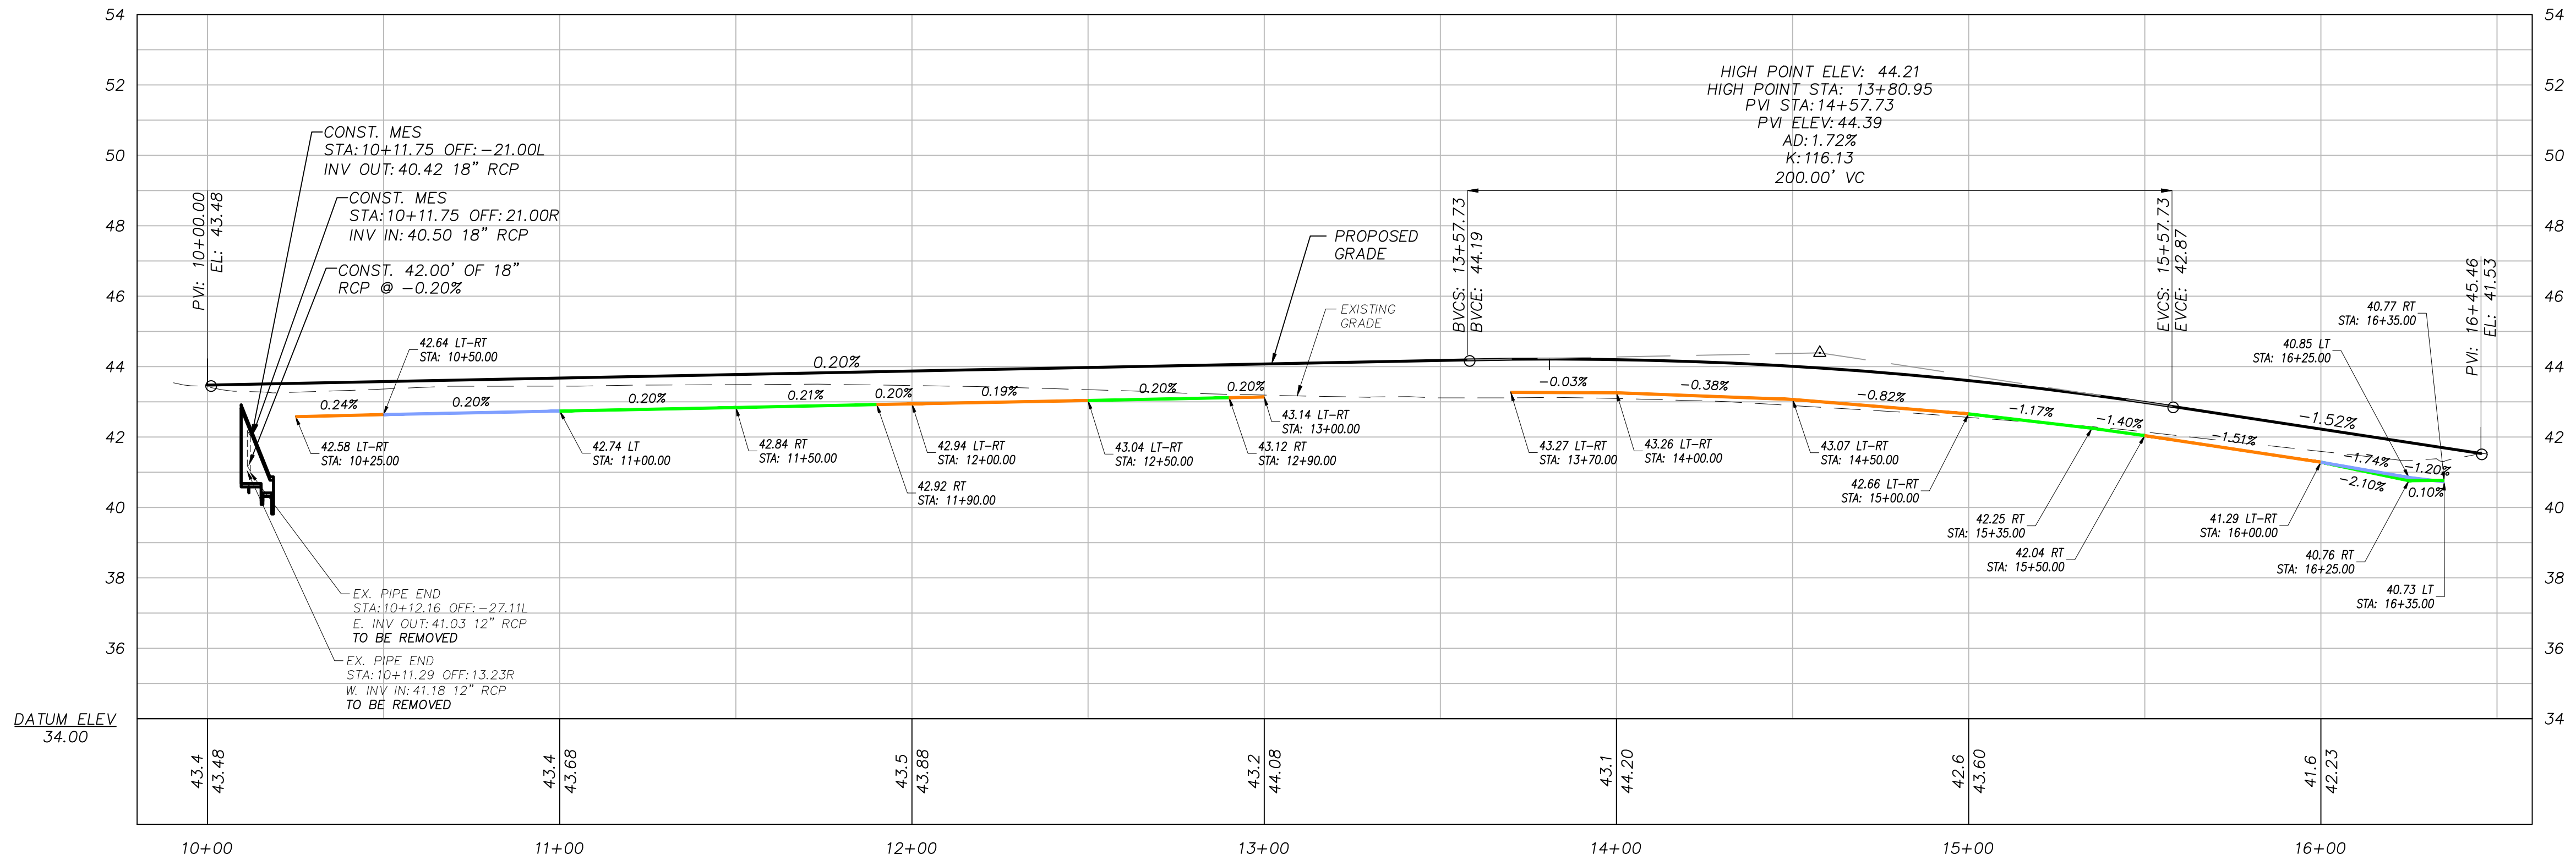 54
52
50
48
46
44
42
40
38
36
DATUM ELEV
34.00
54
52
50
48
46
44
42
40
38
36
34
CONST. MES
STA:10+11.75 OFF:-21.00L
INV OUT:40.42 18" RCP
CONST. MES
STA:10+11.75 OFF:21.00R
INV IN:40.50 18" RCP
CONST. 42.00' OF 18"
RCP @ -0.20%
PVI: 10+00.00
EL: 43.48
HIGH POINT ELEV: 44.21
HIGH POINT STA: 13+80.95
PVI STA:14+57.73
PVI ELEV:44.39
AD:1.72%
K:116.13
200.00' VC
BVCS: 13+57.73
BVCE: 44.19
EVCS: 15+57.73
EVCE: 42.87
PVI: 16+45.46
EL: 41.53
PROPOSED
GRADE
EXISTING
GRADE
0.20%
-1.52%
42.64 LT-RT
STA: 10+50.00
0.24%
0.20%
0.20%
0.21%
0.20%
0.19%
0.20%
0.20%
-0.03%
-0.38%
-0.82%
-1.17%
-1.40%
-1.51%
-1.74%
-1.20%
-2.10%
0.10%
42.58 LT-RT
STA: 10+25.00
42.74 LT
STA: 11+00.00
42.84 RT
STA: 11+50.00
42.92 RT
STA: 11+90.00
42.94 LT-RT
STA: 12+00.00
43.04 LT-RT
STA: 12+50.00
43.12 RT
STA: 12+90.00
43.14 LT-RT
STA: 13+00.00
43.27 LT-RT
STA: 13+70.00
43.26 LT-RT
STA: 14+00.00
43.07 LT-RT
STA: 14+50.00
42.66 LT-RT
STA: 15+00.00
42.25 RT
STA: 15+35.00
42.04 RT
STA: 15+50.00
41.29 LT-RT
STA: 16+00.00
40.77 RT
STA: 16+35.00
40.85 LT
STA: 16+25.00
40.76 RT
STA: 16+25.00
40.73 LT
STA: 16+35.00
EX. PIPE END
STA:10+12.16 OFF:-27.11L
E. INV OUT:41.03 12" RCP
TO BE REMOVED
EX. PIPE END
STA:10+11.29 OFF:13.23R
W. INV IN:41.18 12" RCP
TO BE REMOVED
43.4
43.48
43.4
43.68
43.5
43.88
43.2
44.08
43.1
44.20
42.6
43.60
41.6
42.23
10+00
11+00
12+00
13+00
14+00
15+00
16+00